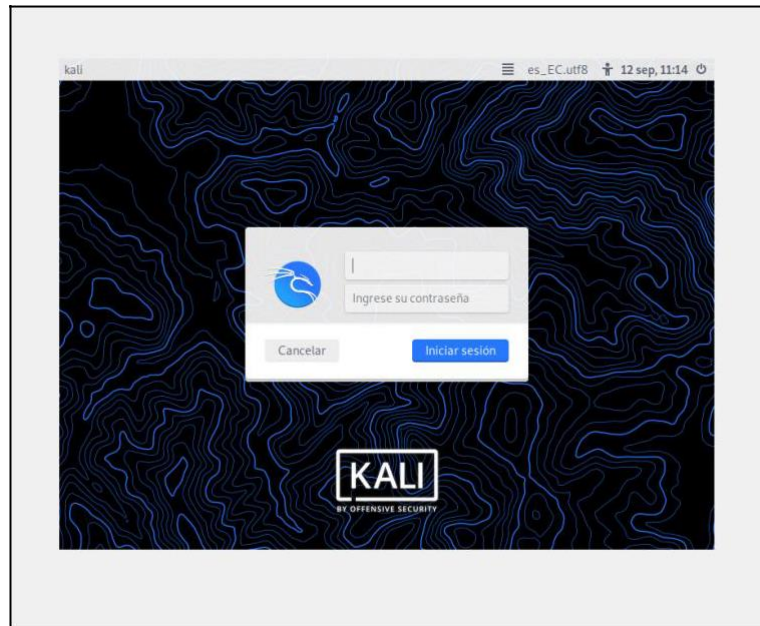 kali es_EC.utf8 12 sep, 11:14
Ingrese su contraseña
Cancelar Iniciar sesión
KALI
BY OFFENSIVE SECURITY